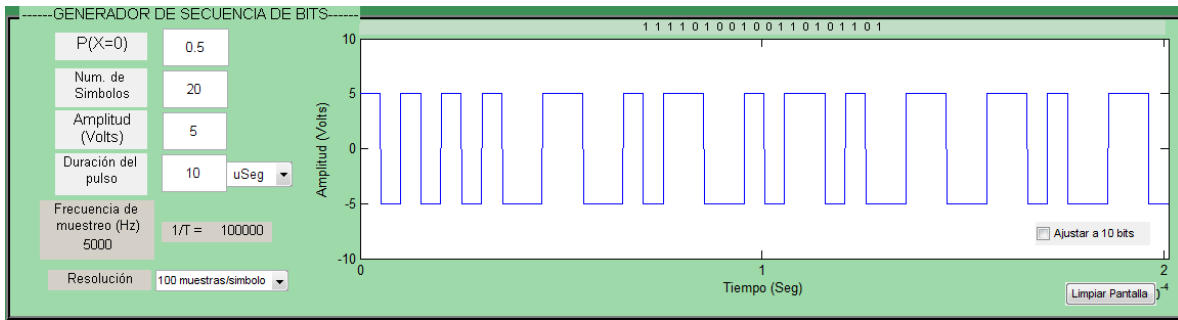 ------GENERADOR DE SECUENCIA DE BITS------
P(X=0)
0.5
Num. de
Simbolos
20
Amplitud
(Volts)
5
Duración del
pulso
10
uSeg
Frecuencia de
muestreo (Hz)
5000
1/T = 100000
Resolución
100 muestras/simbolo
1 1 1 1 0 1 0 0 1 0 0 1 1 0 1 0 1 1 0 1
10
5
0
-5
-10
Amplitud (Volts)
0
1
2
Tiempo (Seg)
Ajustar a 10 bits
Limpiar Pantalla
)-4